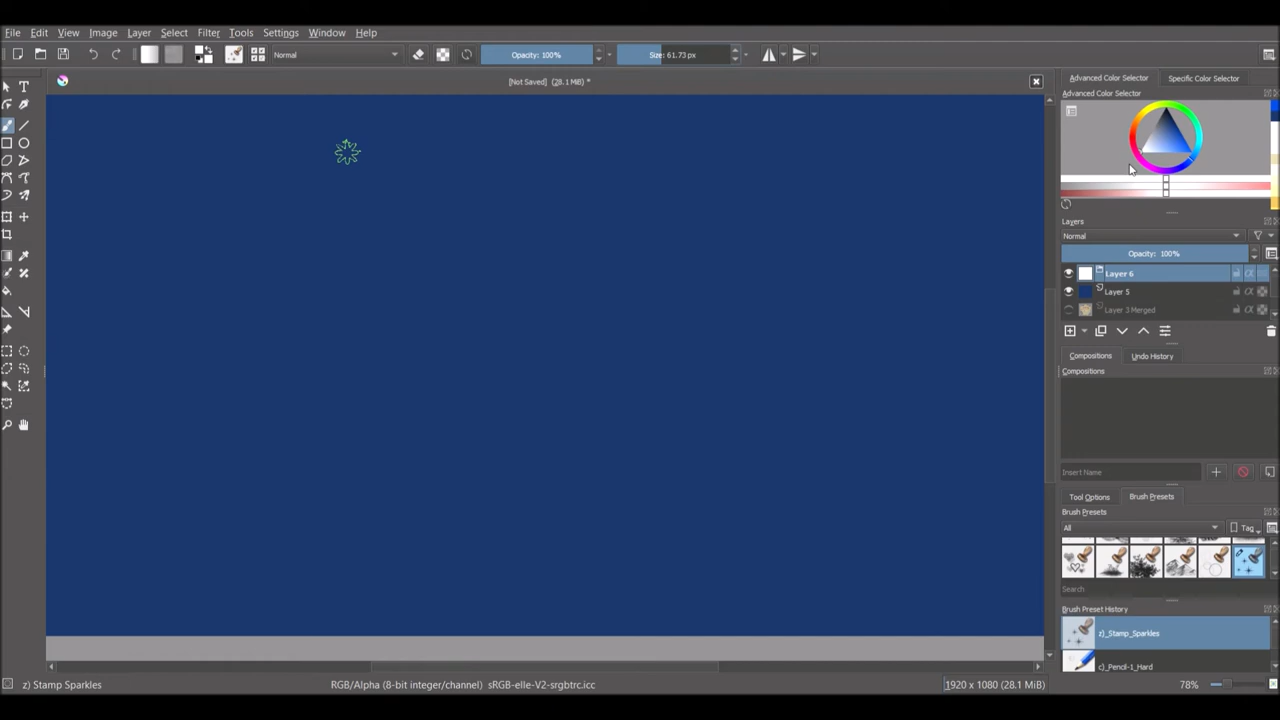 File Edit View Image Layer Select Filter Tools Settings Window Help
Normal Opacity: 100% Size: 61.73 px
[Not Saved] (28.1 MiB) *
Advanced Color Selector Specific Color Selector
Advanced Color Selector
Layers
Normal
Opacity: 100%
Layer 6
Layer 5
Layer 3 Merged
Compositions Undo History
Compositions
Insert Name
Tool Options Brush Presets
Brush Presets
All Tag
Search
Brush Preset History
z)_Stamp_Sparkles
c)_Pencil-1_Hard
z) Stamp Sparkles RGB/Alpha (8-bit integer/channel) sRGB-elle-V2-srgbtrc.icc 1920 x 1080 (28.1 MiB) 78%